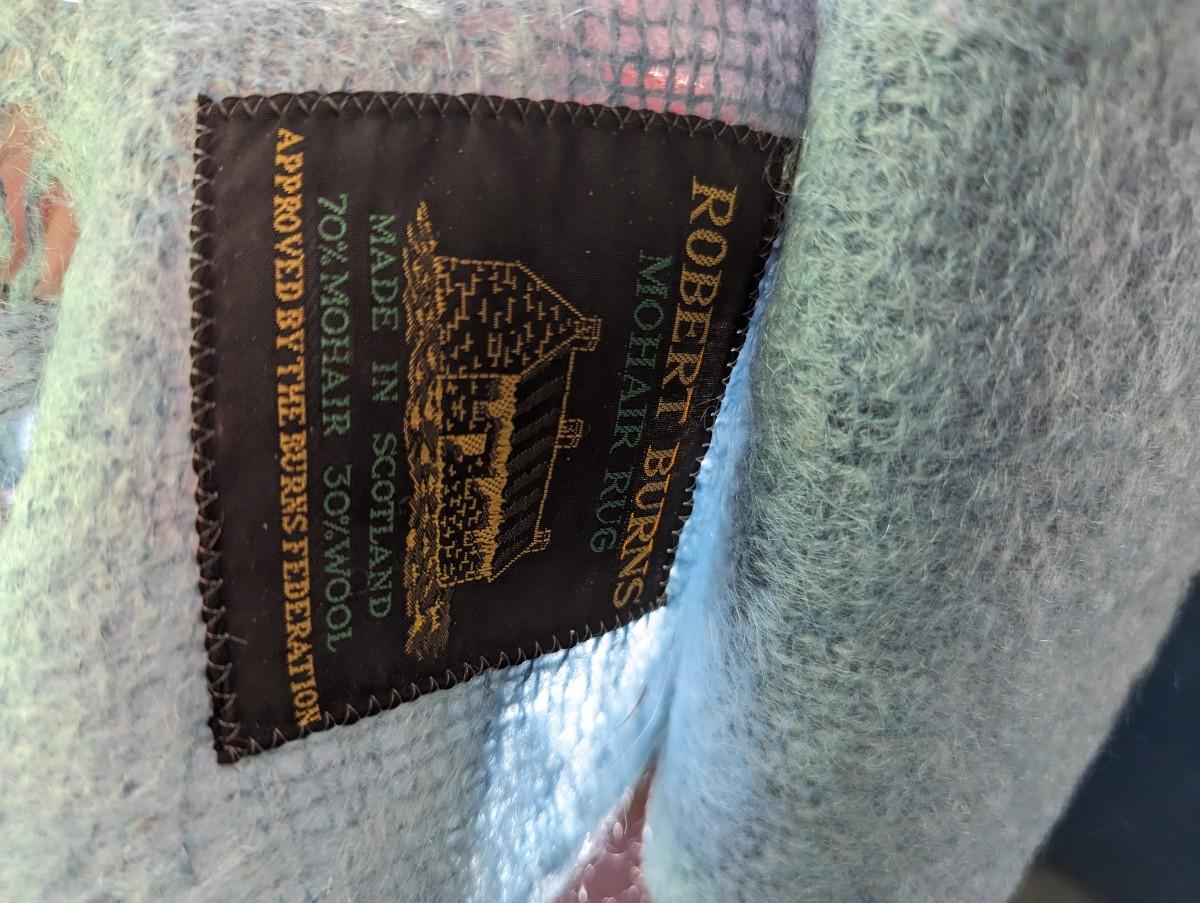 ROBERT BURNS
MOHAIR RUG
MADE IN SCOTLAND
70% MOHAIR 30% WOOL
APPROVED BY THE BURNS FEDERATION